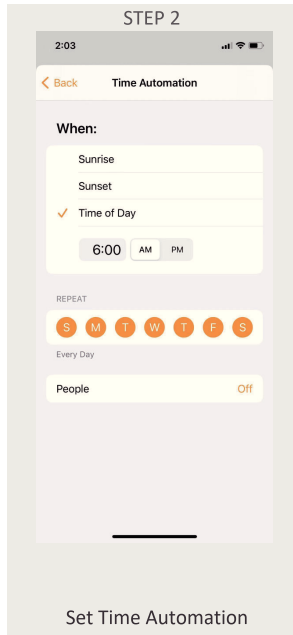 STEP 2
2:03
Back Time Automation
When:
Sunrise
Sunset
Time of Day
6:00 AM PM
REPEAT
S M T W T F S
Every Day
People Off
Set Time Automation